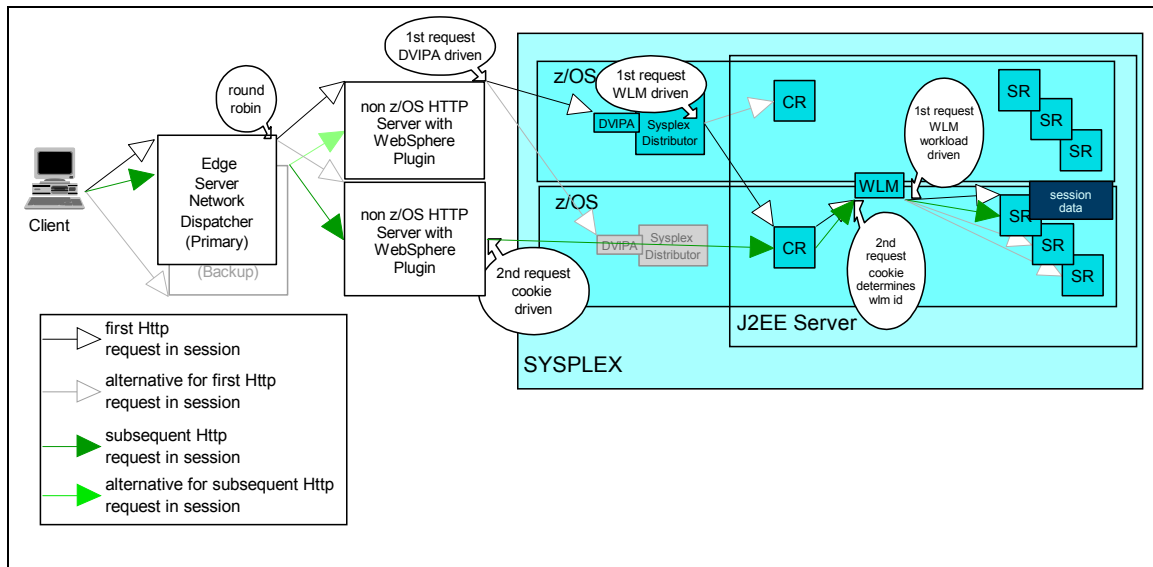 1st request
DVIPA driven
round
robin
Client
Edge
Server
Network
Dispatcher
(Primary)
(Backup)
non z/OS HTTP
Server with
WebSphere
Plugin
non z/OS HTTP
Server with
WebSphere
Plugin
2nd request
cookie
driven
z/OS
1st request
WLM driven
DVIPA
Sysplex
Distributor
CR
1st request
WLM
workload
driven
SR
SR
SR
z/OS
DVIPA
Sysplex
Distributor
CR
WLM
2nd
request
cookie
determines
wlm id
session
data
SR
SR
SR
J2EE Server
SYSPLEX
first Http
request in session
alternative for first Http
request in session
subsequent Http
request in session
alternative for subsequent Http
request in session